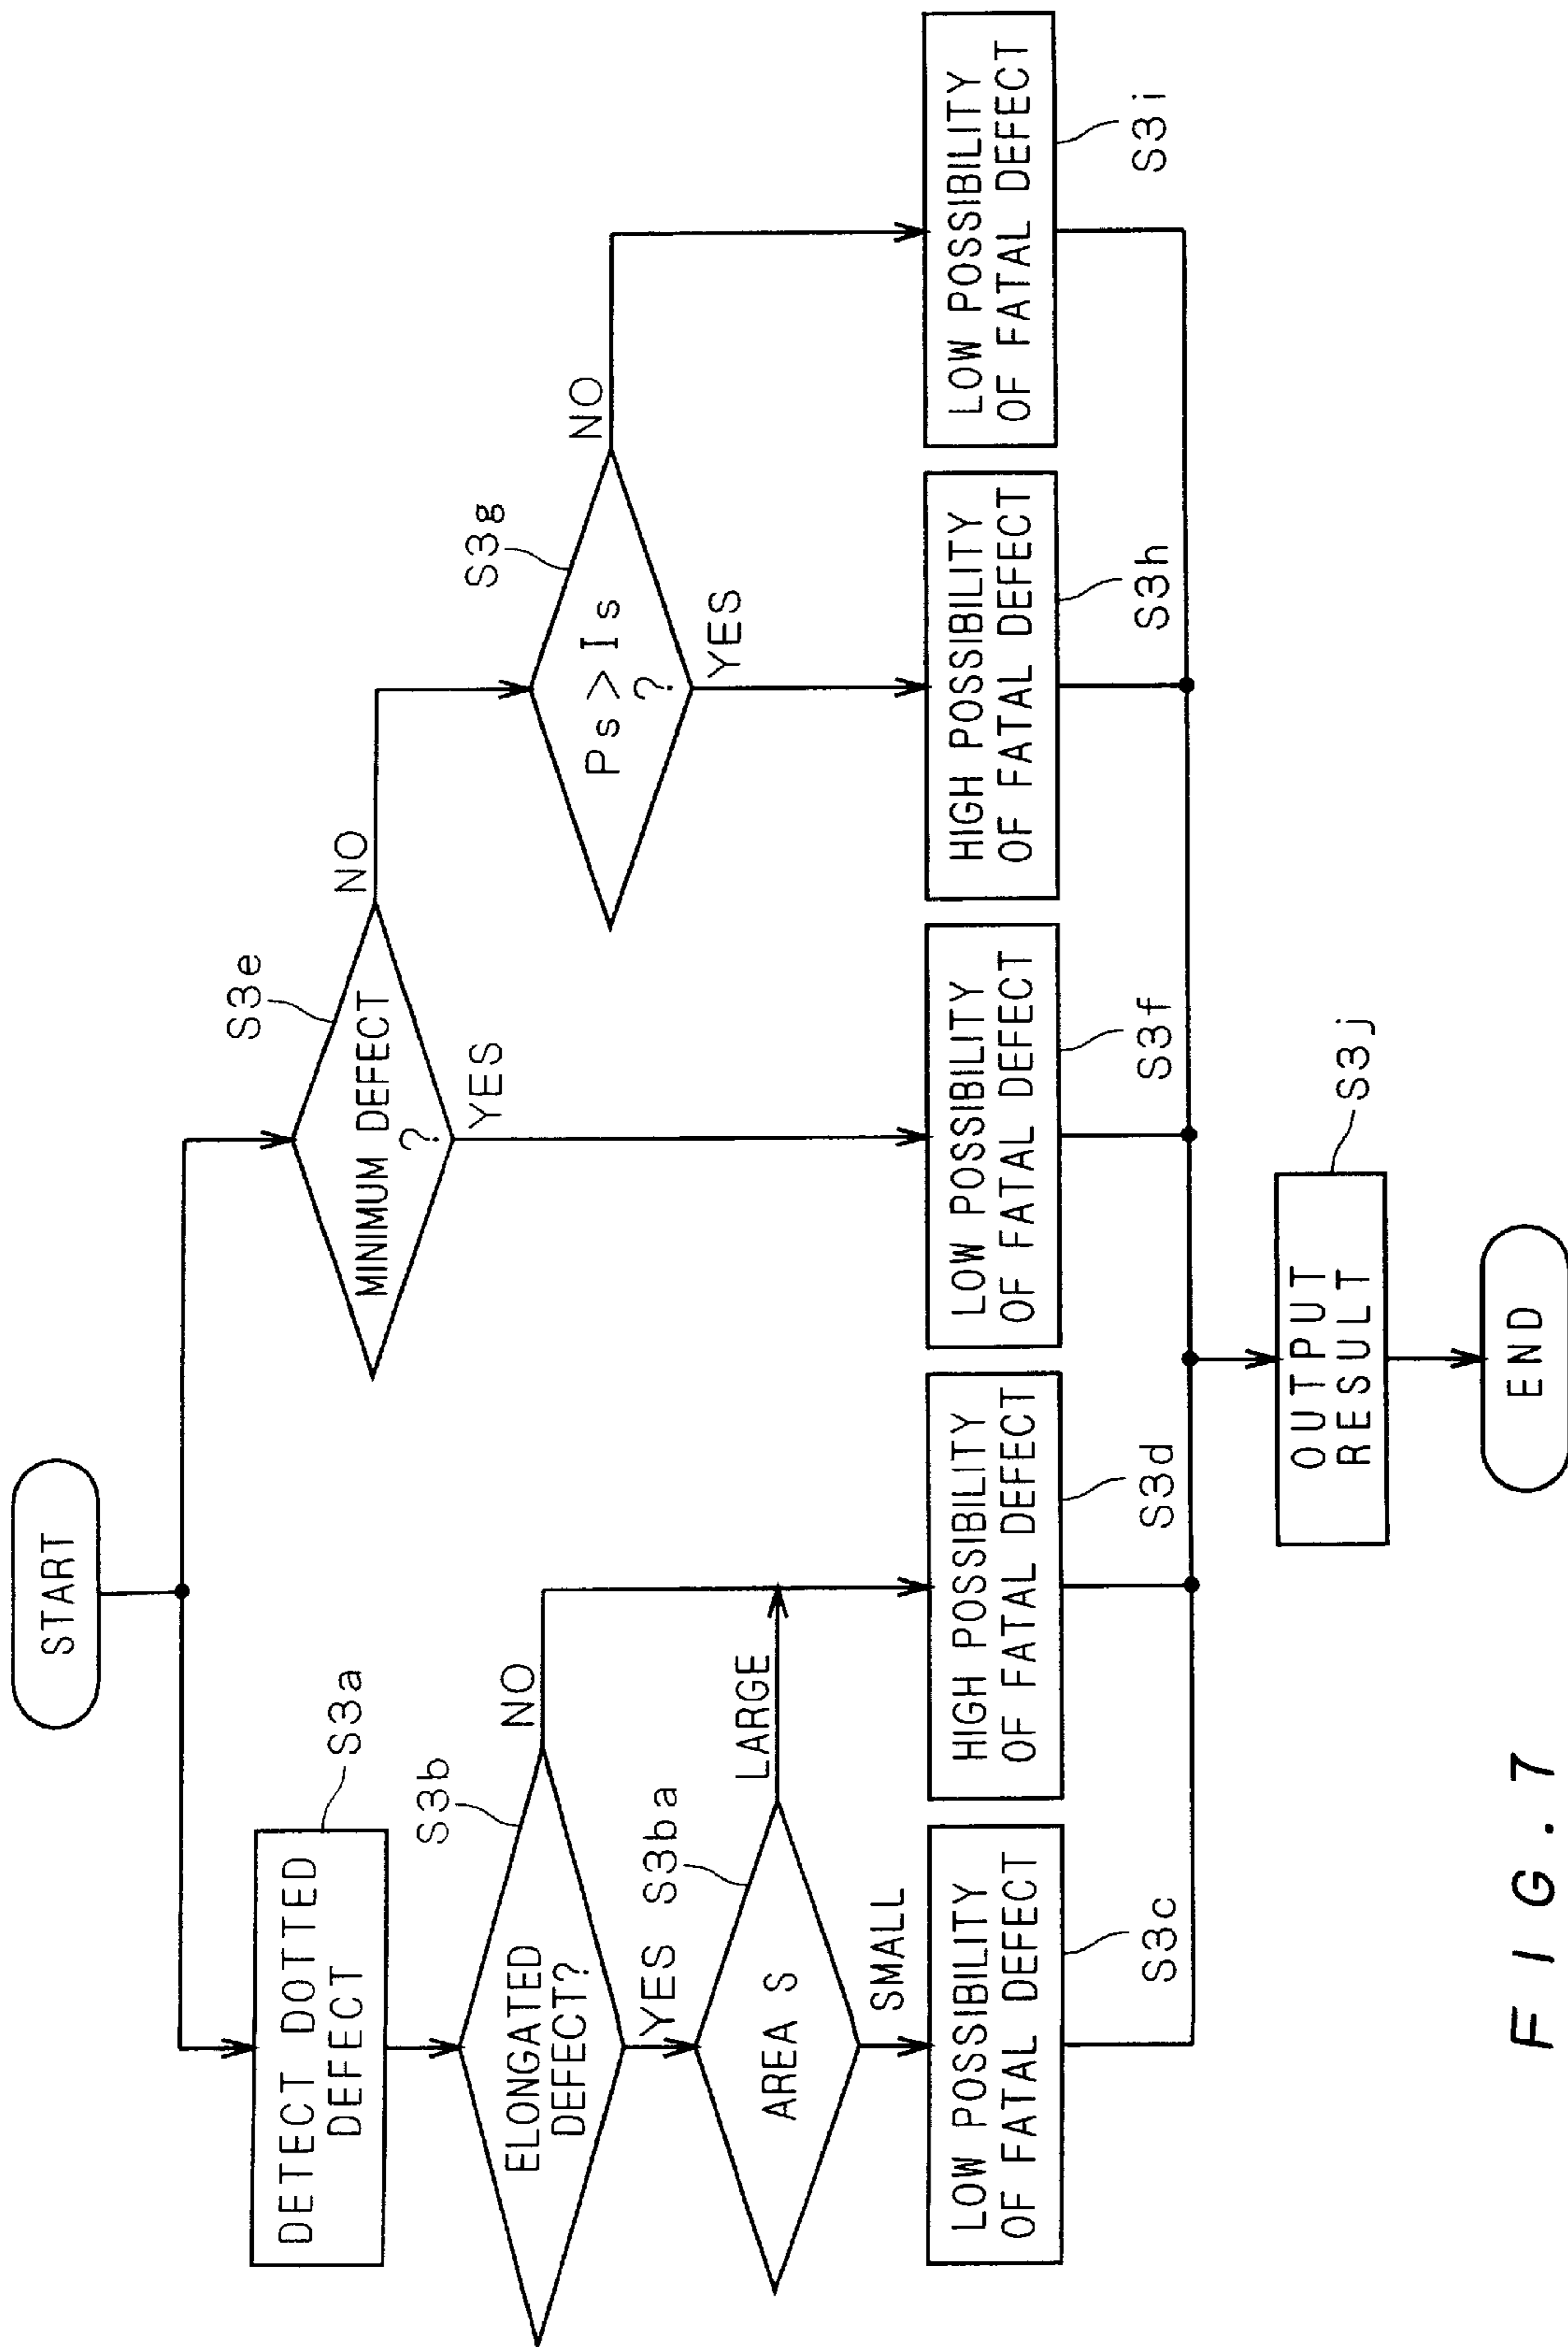 START
DETECT DOTTED
DEFECT
S3a
ELONGATED
DEFECT?
S3b
NO
YES
AREA S
S3ba
LARGE
SMALL
LOW POSSIBILITY
OF FATAL DEFECT
S3c
HIGH POSSIBILITY
OF FATAL DEFECT
S3d
MINIMUM DEFECT
?
S3e
NO
YES
LOW POSSIBILITY
OF FATAL DEFECT
S3f
Ps > Is
?
S3g
NO
YES
HIGH POSSIBILITY
OF FATAL DEFECT
S3h
LOW POSSIBILITY
OF FATAL DEFECT
S3i
OUTPUT
RESULT
S3j
END
FIG. 7